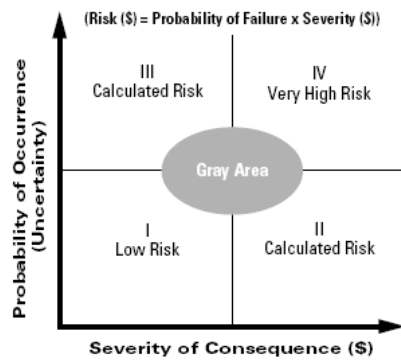 (Risk ($) = Probability of Failure x Severity ($))
III
Calculated Risk
IV
Very High Risk
Gray Area
I
Low Risk
II
Calculated Risk
Probability of Occurrence
(Uncertainty)
Severity of Consequence ($)